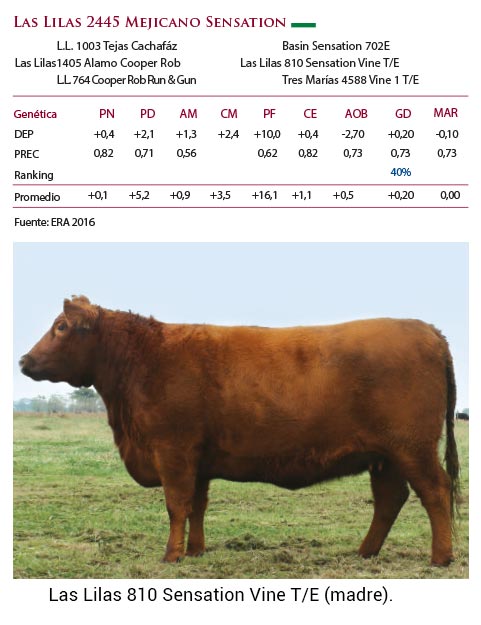 Las Lilas 2445 Mejicano Sensation
L.L. 1003 Tejas Cachafáz Basin Sensation 702E
Las Lilas1405 Alamo Cooper Rob Las Lilas 810 Sensation Vine T/E
L.L. 764 Cooper Rob Run & Gun Tres Marías 4588 Vine 1 T/E
Genética PN PD AM CM PF CE AOB GD MAR
DEP +0,4 +2,1 +1,3 +2,4 +10,0 +0,4 -2,70 +0,20 -0,10
PREC 0,82 0,71 0,56 0,62 0,82 0,73 0,73 0,73
Ranking 40%
Promedio +0,1 +5,2 +0,9 +3,5 +16,1 +1,1 +0,5 +0,20 0,00
Fuente: ERA 2016
Las Lilas 810 Sensation Vine T/E (madre).